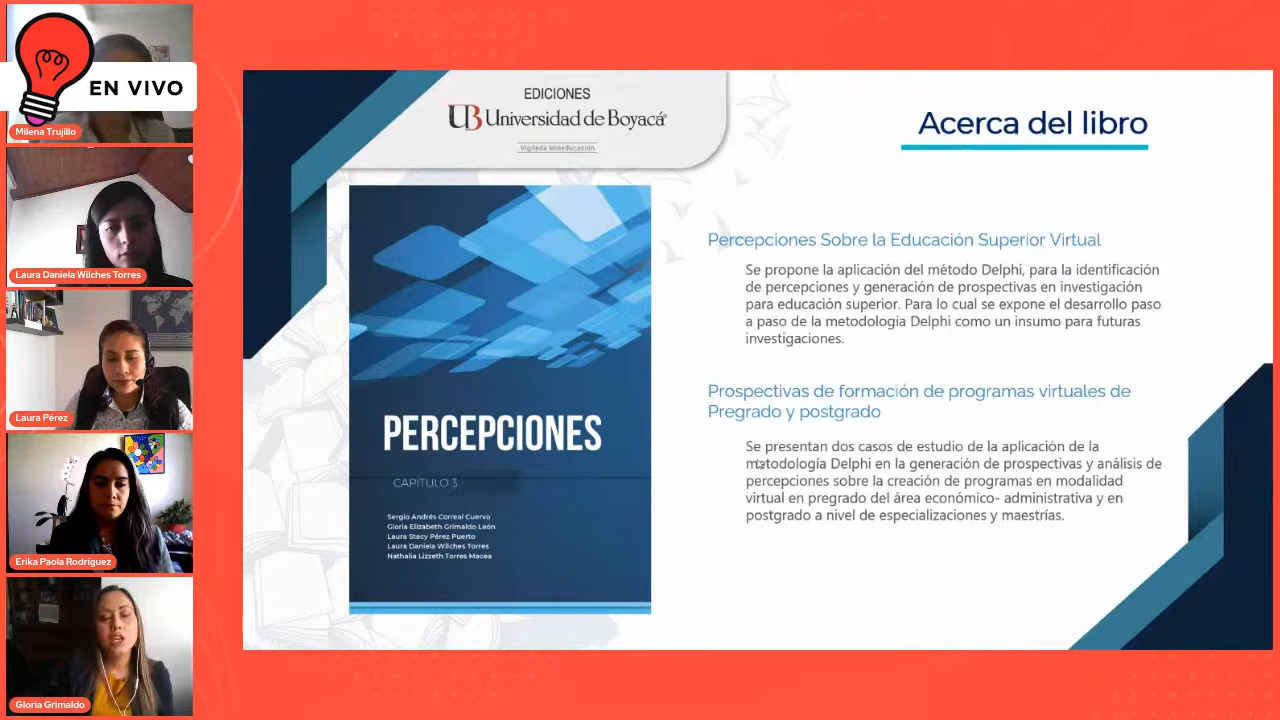 EN VIVO
Milena Trujillo
Laura Daniela Wilches Torres
Laura Pérez
Erika Paola Rodríguez
Gloria Grimaldo
EDICIONES
UB Universidad de Boyacá
Vigilada Mineducación
Acerca del libro
PERCEPCIONES
CAPÍTULO 3
Sergio Andrés Correal Cuervo
Gloria Elizabeth Grimaldo León
Laura Stacy Pérez Puerto
Laura Daniela Wilches Torres
Nathalia Lizzeth Torres Macea
Percepciones Sobre la Educación Superior Virtual
Se propone la aplicación del método Delphi, para la identificación
de percepciones y generación de prospectivas en investigación
para educación superior. Para lo cual se expone el desarrollo paso
a paso de la metodología Delphi como un insumo para futuras
investigaciones.
Prospectivas de formación de programas virtuales de
Pregrado y postgrado
Se presentan dos casos de estudio de la aplicación de la
metodología Delphi en la generación de prospectivas y análisis de
percepciones sobre la creación de programas en modalidad
virtual en pregrado del área económico- administrativa y en
postgrado a nivel de especializaciones y maestrías.